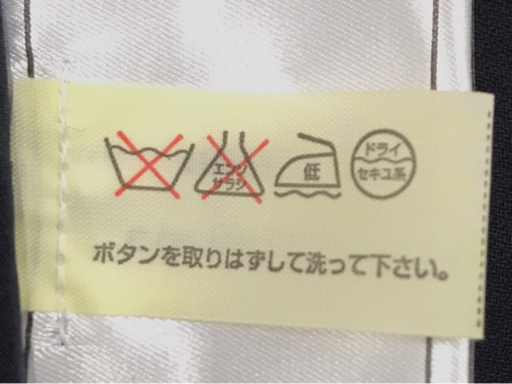 エンソ
サラシ
低
ドライ
セキユ系
ボタンを取りはずして洗って下さい。